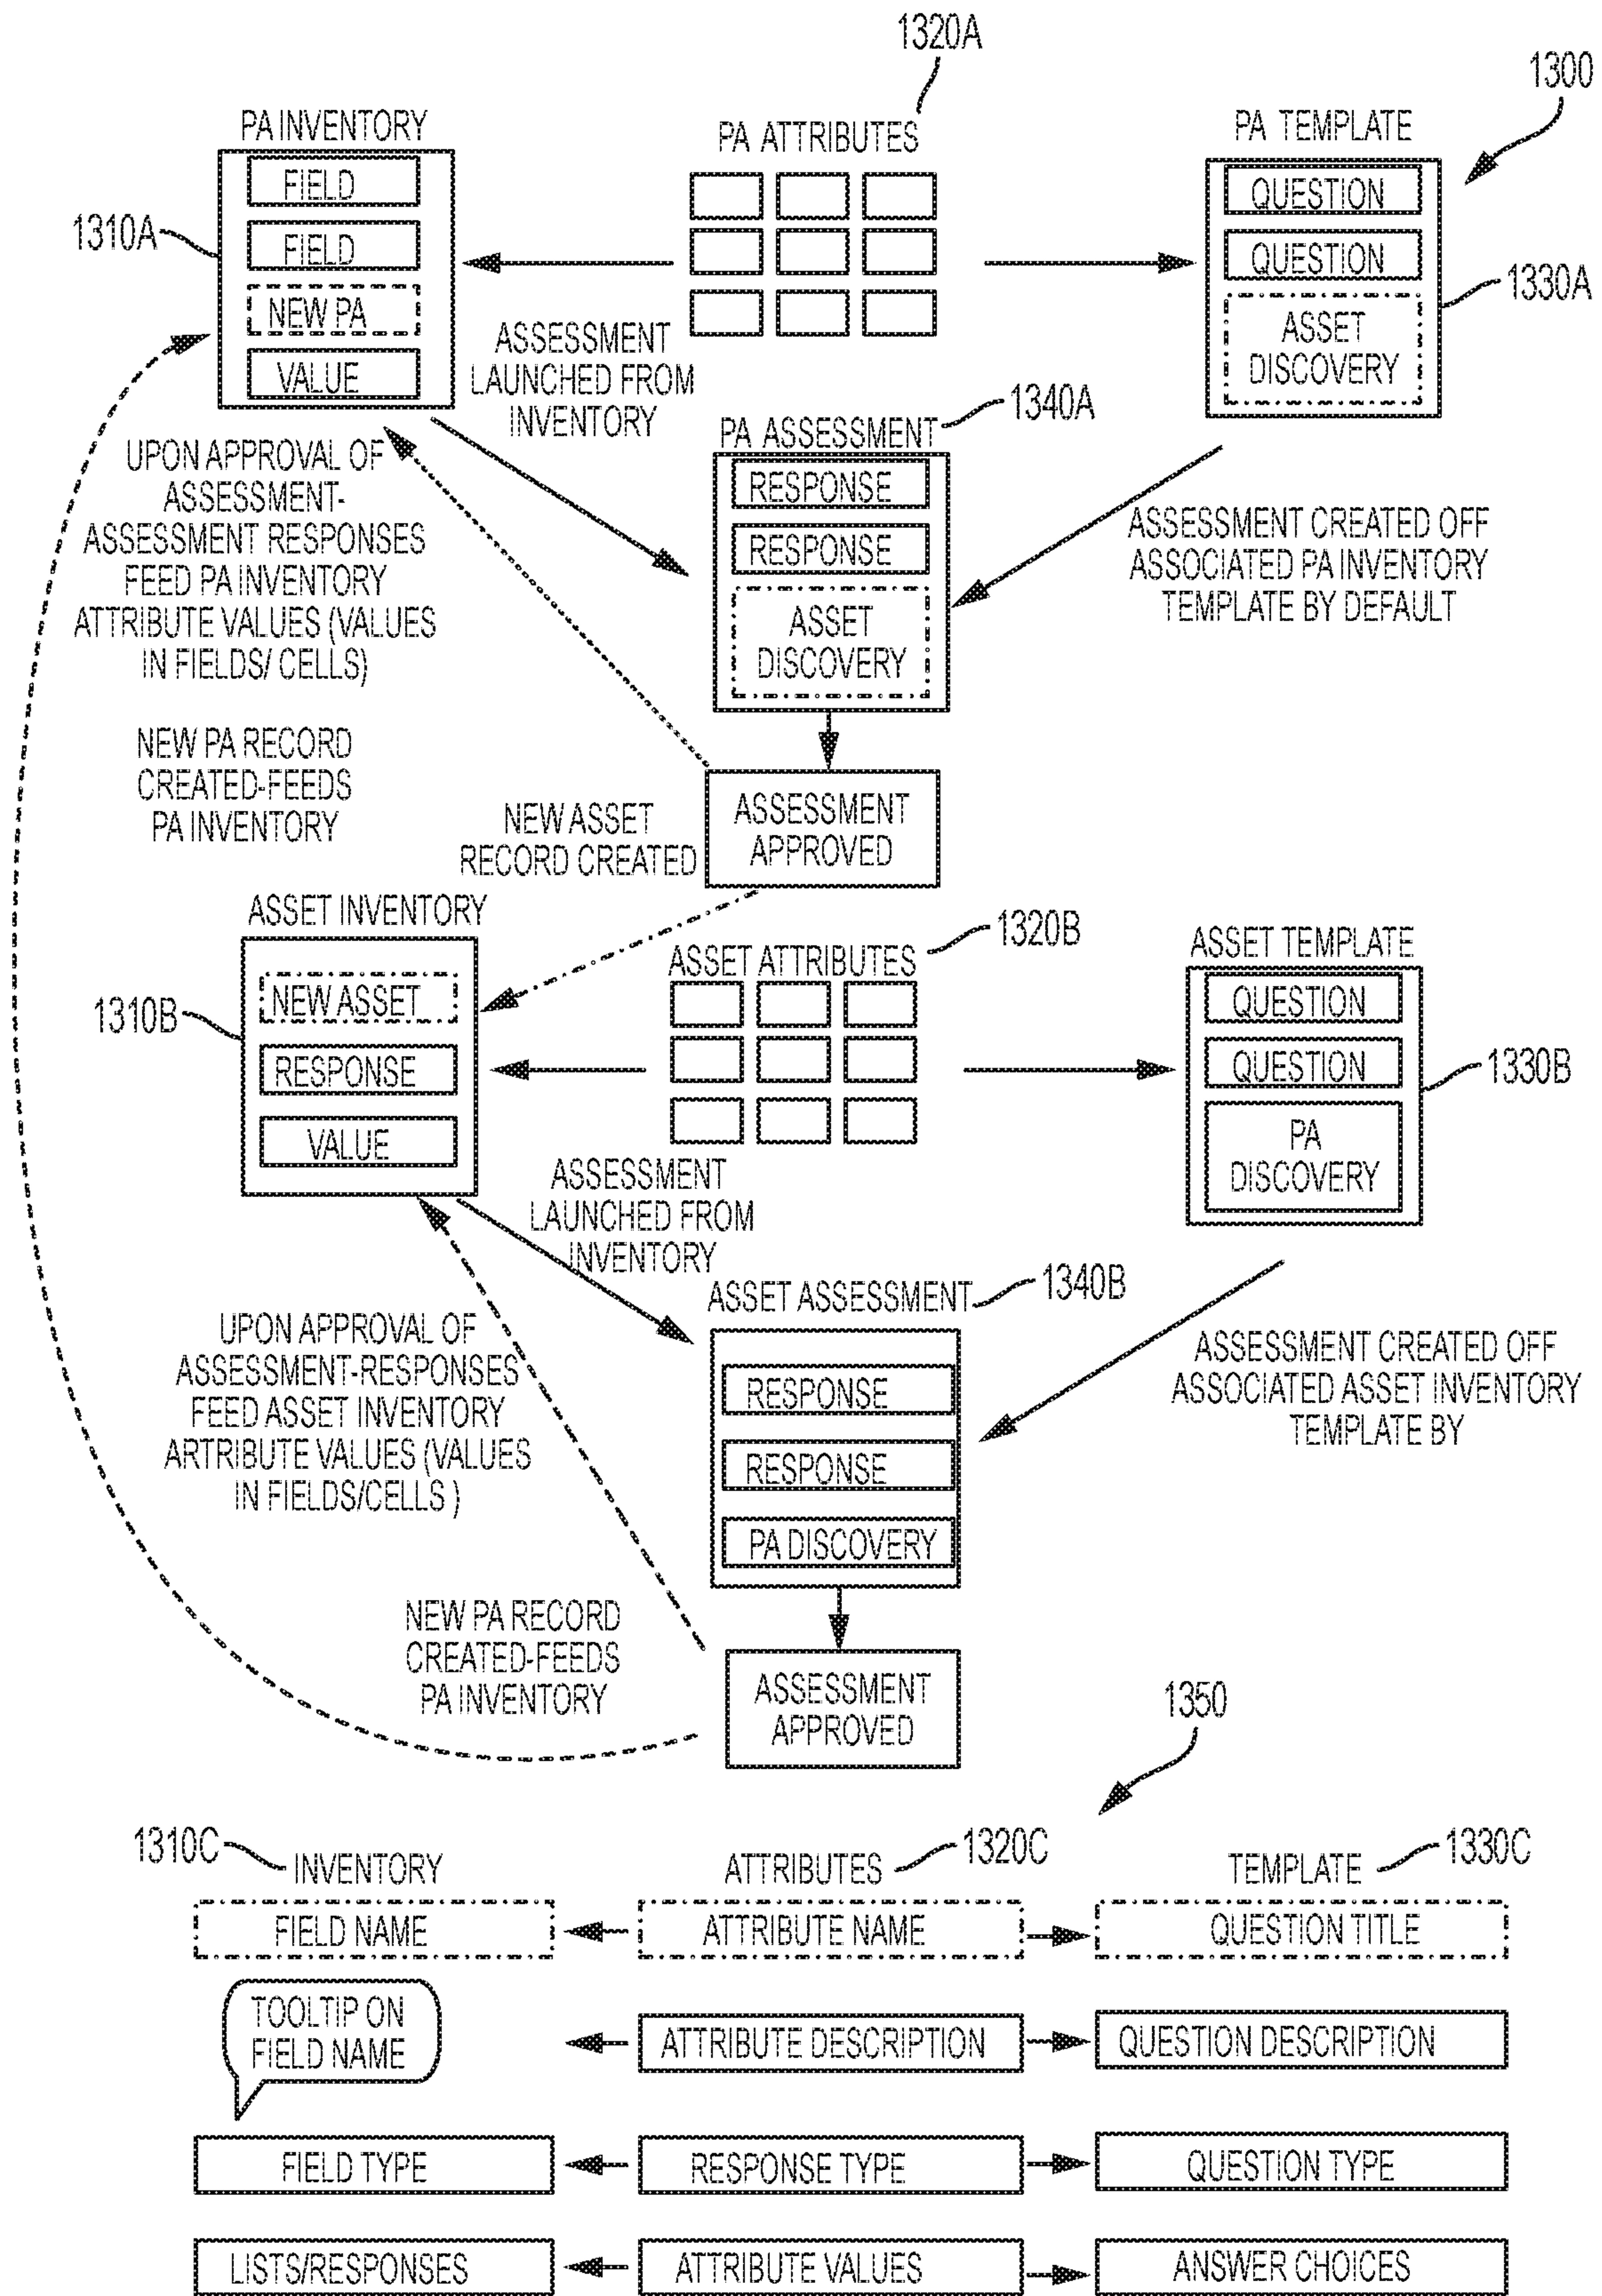 1320A
1300
PA INVENTORY
PA ATTRIBUTES
PA TEMPLATE
FIELD
FIELD
NEW PA
VALUE
1310A
QUESTION
QUESTION
ASSET
DISCOVERY
1330A
ASSESSMENT
LAUNCHED FROM
INVENTORY
1340A
PA ASSESSMENT
RESPONSE
RESPONSE
ASSET
DISCOVERY
UPON APPROVAL OF
ASSESSMENT-
ASSESSMENT RESPONSES
FEED PA INVENTORY
ATTRIBUTE VALUES (VALUES
IN FIELDS/ CELLS)
ASSESSMENT CREATED OFF
ASSOCIATED PA INVENTORY
TEMPLATE BY DEFAULT
NEW PA RECORD
CREATED-FEEDS
PA INVENTORY
NEW ASSET
RECORD CREATED
ASSESSMENT
APPROVED
ASSET INVENTORY
1320B
ASSET ATTRIBUTES
ASSET TEMPLATE
NEW ASSET
RESPONSE
VALUE
1310B
QUESTION
QUESTION
PA
DISCOVERY
1330B
ASSESSMENT
LAUNCHED FROM
INVENTORY
ASSET ASSESSMENT
1340B
RESPONSE
RESPONSE
PA DISCOVERY
UPON APPROVAL OF
ASSESSMENT-RESPONSES
FEED ASSET INVENTORY
ARTRIBUTE VALUES (VALUES
IN FIELDS/CELLS )
ASSESSMENT CREATED OFF
ASSOCIATED ASSET INVENTORY
TEMPLATE BY
NEW PA RECORD
CREATED-FEEDS
PA INVENTORY
ASSESSMENT
APPROVED
1350
1310C
INVENTORY
ATTRIBUTES
1320C
TEMPLATE
1330C
FIELD NAME
ATTRIBUTE NAME
QUESTION TITLE
TOOLTIP ON
FIELD NAME
ATTRIBUTE DESCRIPTION
QUESTION DESCRIPTION
FIELD TYPE
RESPONSE TYPE
QUESTION TYPE
LISTS/RESPONSES
ATTRIBUTE VALUES
ANSWER CHOICES